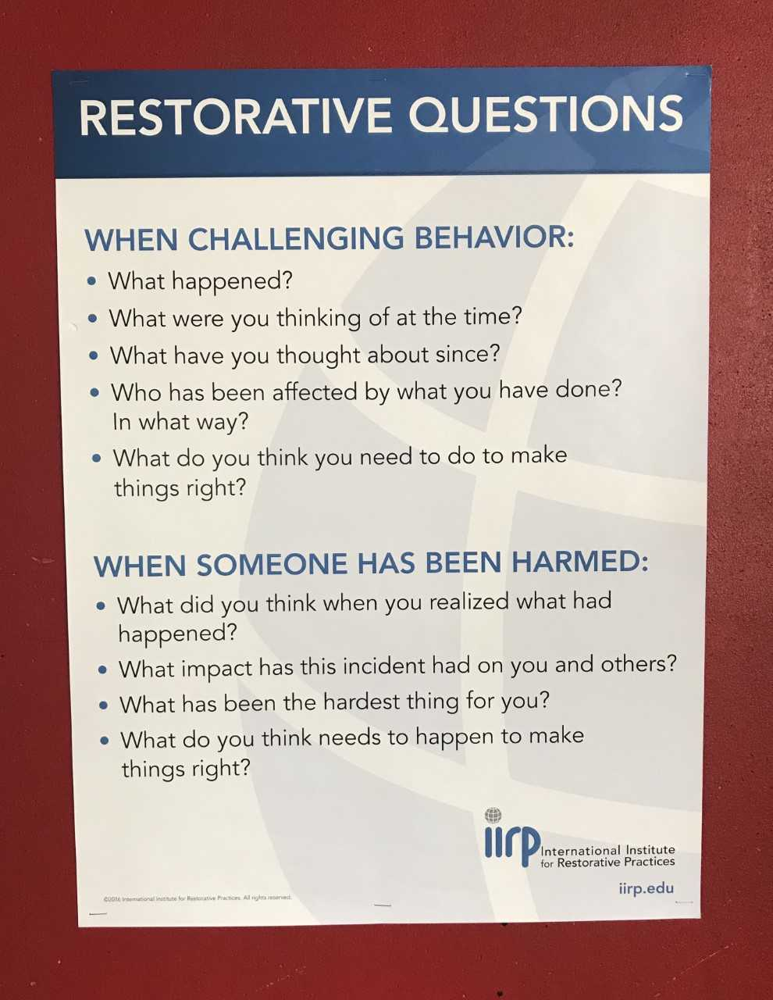 RESTORATIVE QUESTIONS
WHEN CHALLENGING BEHAVIOR:
• What happened?
• What were you thinking of at the time?
• What have you thought about since?
• Who has been affected by what you have done?
In what way?
• What do you think you need to do to make
things right?
WHEN SOMEONE HAS BEEN HARMED:
• What did you think when you realized what had
happened?
• What impact has this incident had on you and others?
• What has been the hardest thing for you?
• What do you think needs to happen to make
things right?
iirp International Institute
for Restorative Practices
iirp.edu
©2016 International Institute for Restorative Practices. All rights reserved.